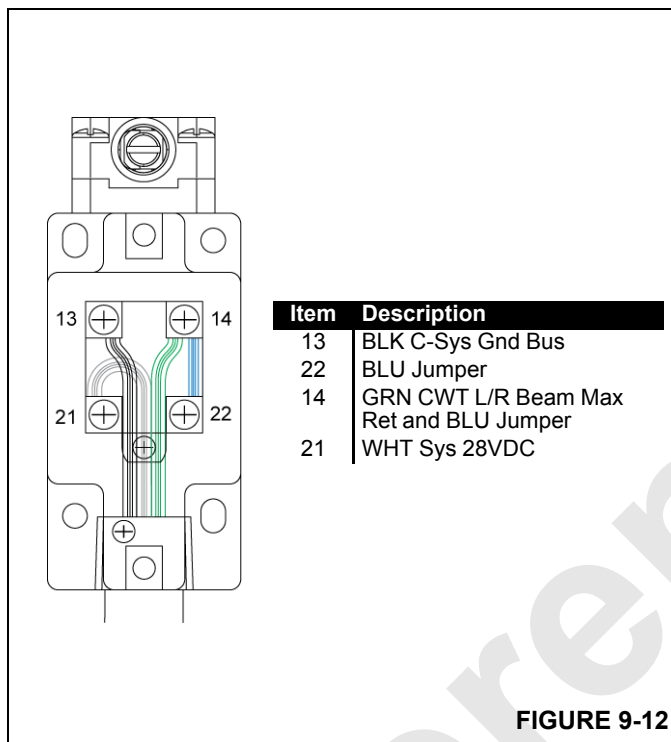 13
14
21
22
Item Description
13 BLK C-Sys Gnd Bus
22 BLU Jumper
14 GRN CWT L/R Beam Max
Ret and BLU Jumper
21 WHT Sys 28VDC
FIGURE 9-12